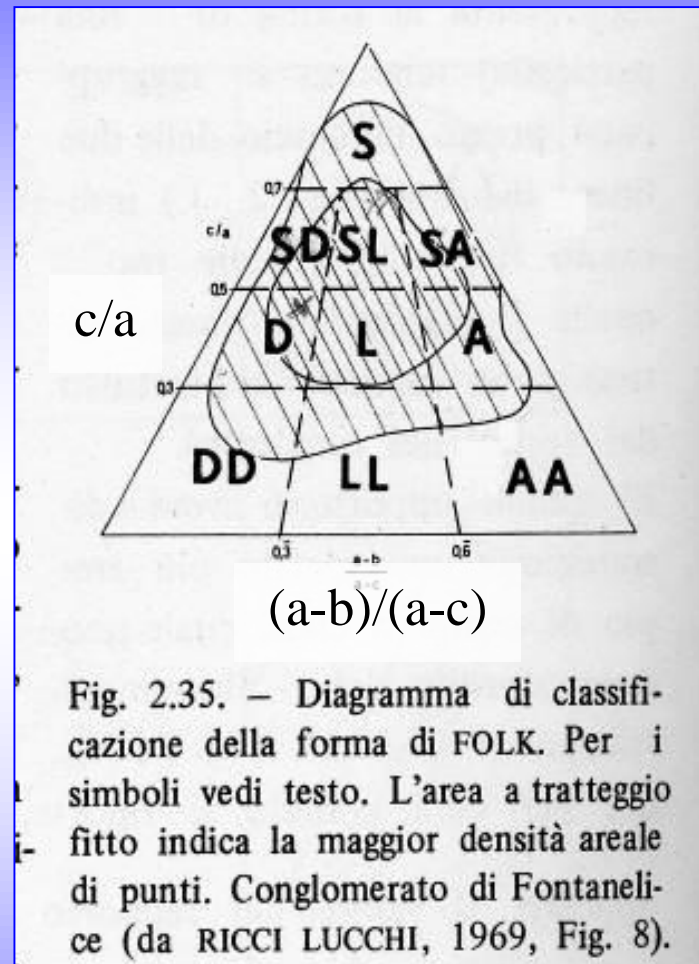 S
0,7
c/a
SD SL SA
0,5
c/a
D L A
0,3
DD LL AA
0,3 0,6
a-b
a-c
(a-b)/(a-c)
Fig. 2.35. — Diagramma di classifi-
cazione della forma di FOLK. Per i
simboli vedi testo. L'area a tratteggio
fitto indica la maggior densità areale
di punti. Conglomerato di Fontaneli-
ce (da RICCI LUCCHI, 1969, Fig. 8).